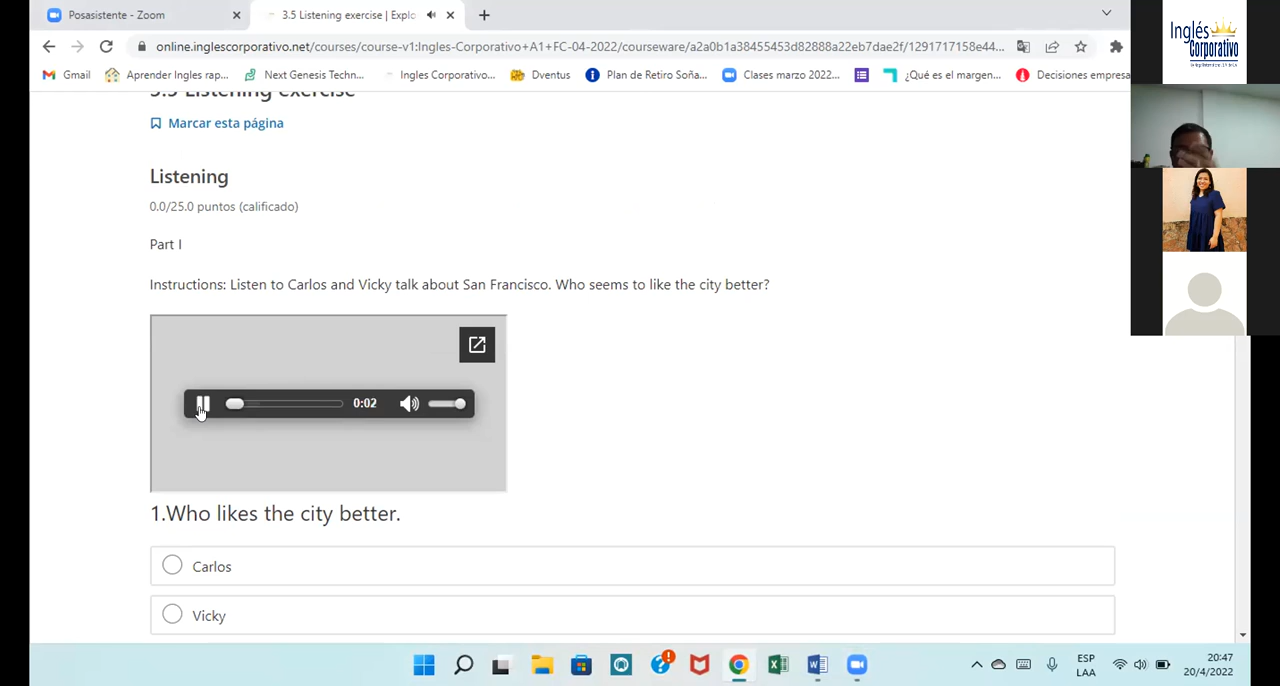 Posasistente - Zoom
3.5 Listening exercise | Explo
online.inglescorporativo.net/courses/course-v1:Ingles-Corporativo+A1+FC-04-2022/courseware/a2a0b1a38455453d82888a22eb7dae2f/1291717158e44...
Gmail
Aprender Ingles rap...
Next Genesis Techn...
Ingles Corporativo...
Dventus
Plan de Retiro Soña...
Clases marzo 2022...
¿Qué es el margen...
Decisiones empresa
Inglés
Corporativo
3.5 Listening exercise
Marcar esta página
Listening
0.0/25.0 puntos (calificado)
Part I
Instructions: Listen to Carlos and Vicky talk about San Francisco. Who seems to like the city better?
0:02
1.Who likes the city better.
Carlos
Vicky
ESP
LAA
20:47
20/4/2022